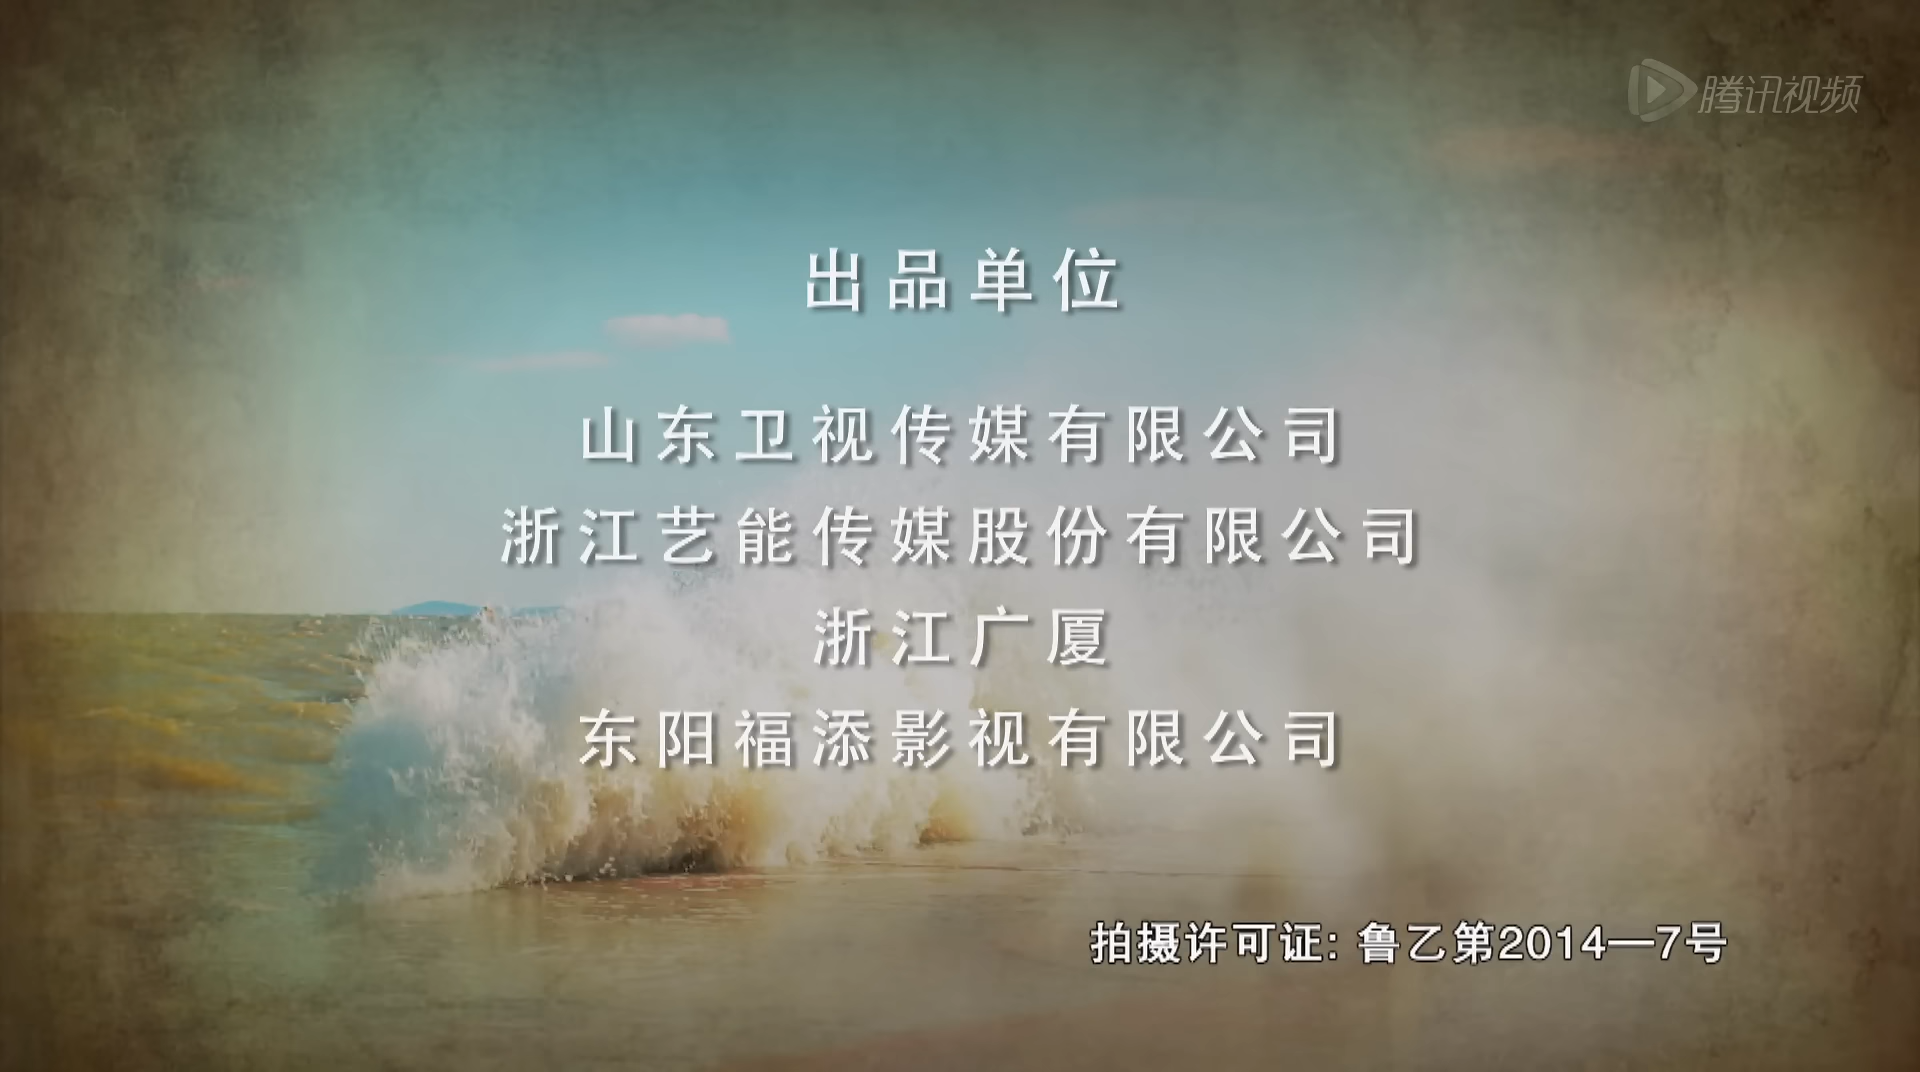 腾讯视频
出品单位
山东卫视传媒有限公司
浙江艺能传媒股份有限公司
浙江广厦
东阳福添影视有限公司
拍摄许可证: 鲁乙第2014—7号